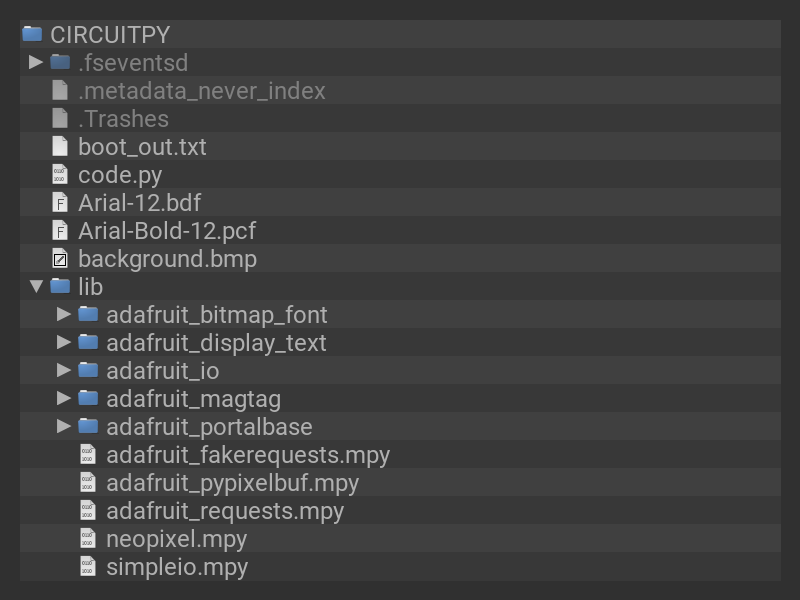 CIRCUITPY
.fseventsd
.metadata_never_index
.Trashes
boot_out.txt
code.py
Arial-12.bdf
Arial-Bold-12.pcf
background.bmp
lib
adafruit_bitmap_font
adafruit_display_text
adafruit_io
adafruit_magtag
adafruit_portalbase
adafruit_fakerequests.mpy
adafruit_pypixelbuf.mpy
adafruit_requests.mpy
neopixel.mpy
simpleio.mpy